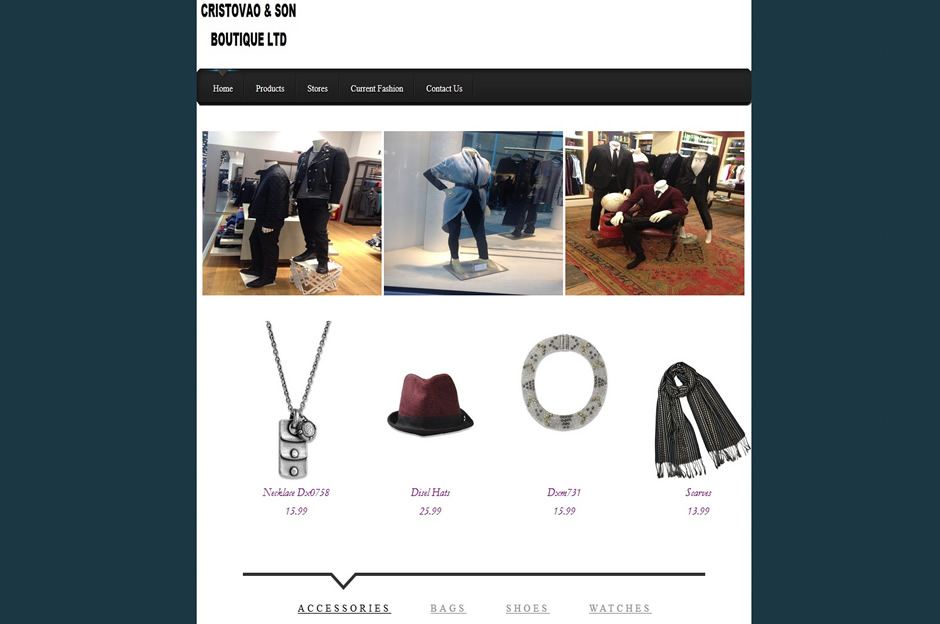 CRISTOVAO & SON
BOUTIQUE LTD
Home Products Stores Current Fashion Contact Us
Necklace Dx0758 Disel Hats Dxcm731 Scarves
15.99 25.99 15.99 13.99
ACCESSORIES BAGS SHOES WATCHES